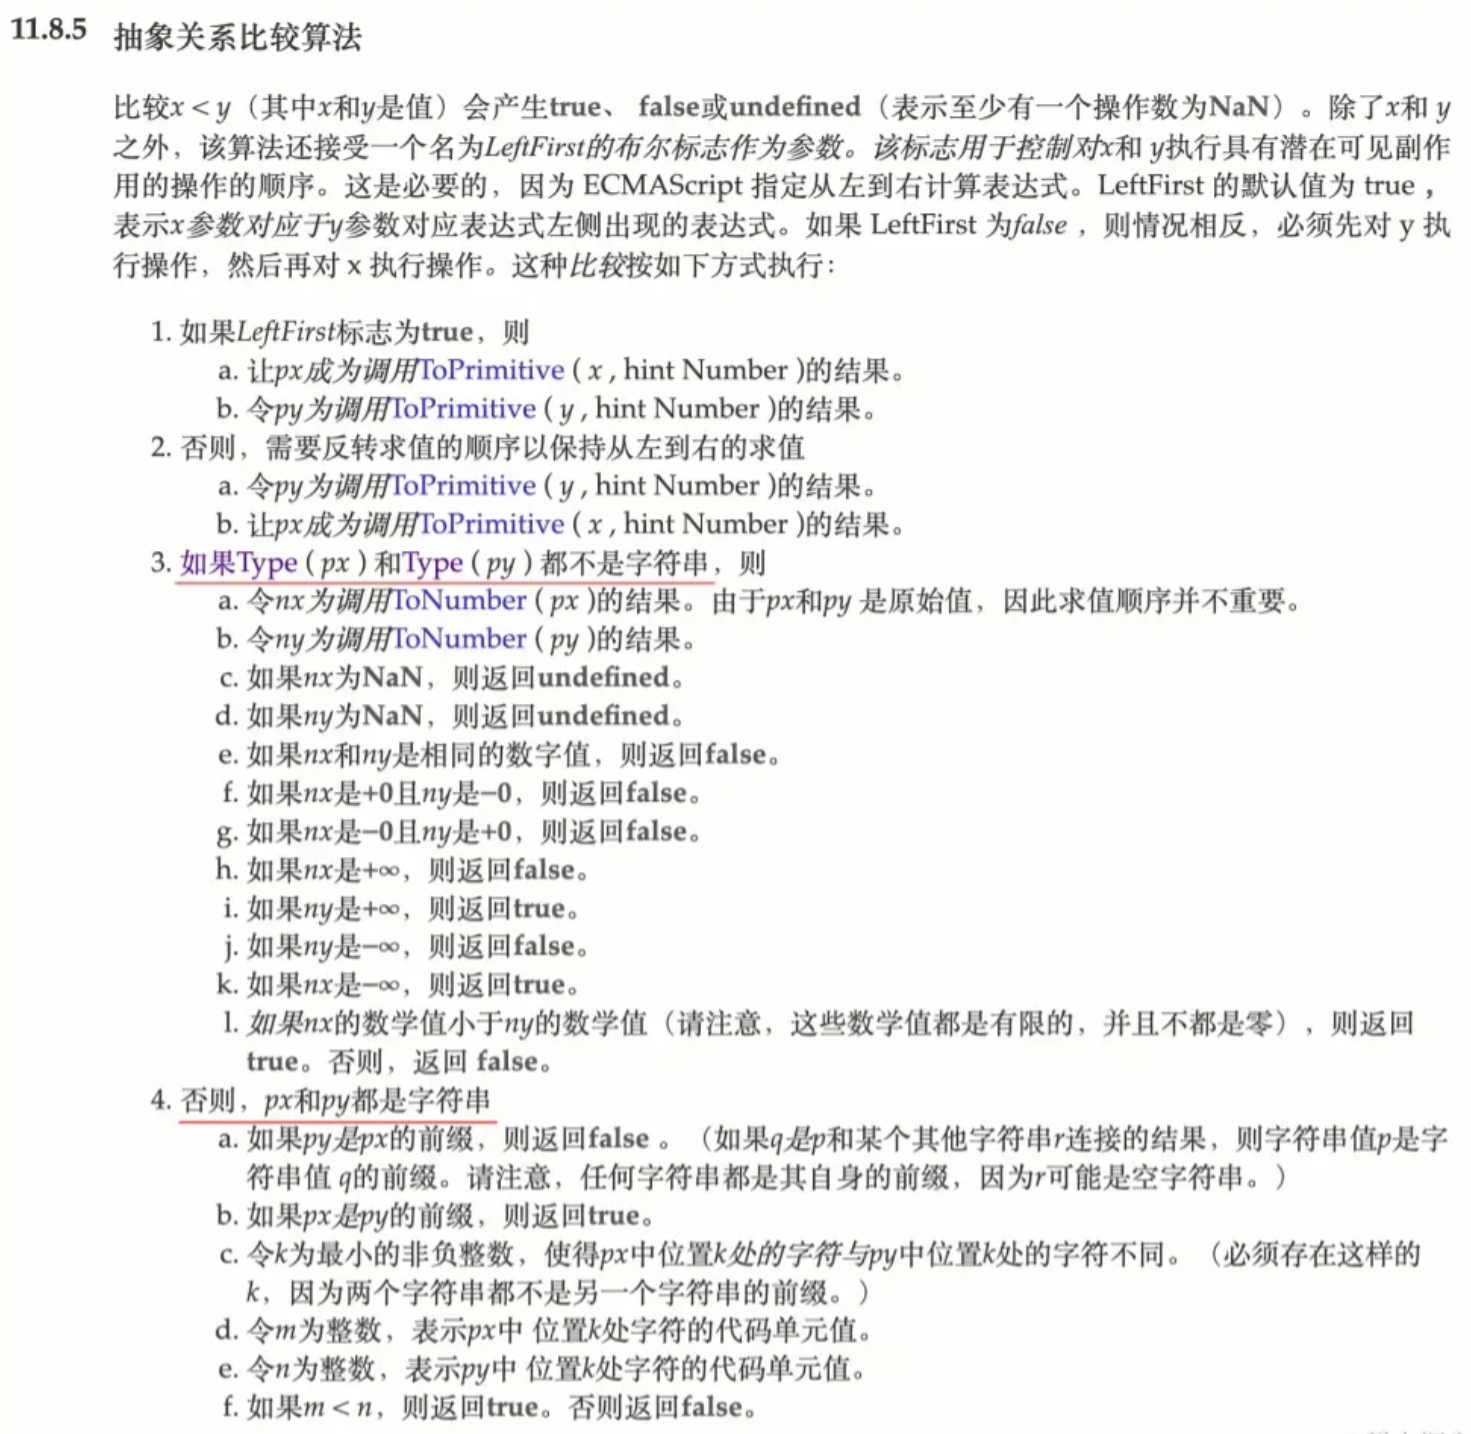 11.8.5 抽象关系比较算法
比较x < y（其中x和y是值）会产生true、 false或undefined（表示至少有一个操作数为NaN）。除了x和 y
之外，该算法还接受一个名为LeftFirst的布尔标志作为参数。该标志用于控制对x和 y执行具有潜在可见副作
用的操作的顺序。这是必要的，因为 ECMAScript 指定从左到右计算表达式。LeftFirst 的默认值为 true ，
表示x参数对应于y参数对应表达式左侧出现的表达式。如果 LeftFirst 为false ，则情况相反，必须先对 y 执
行操作，然后再对 x 执行操作。这种比较按如下方式执行：
1. 如果LeftFirst标志为true，则
a. 让px成为调用ToPrimitive ( x , hint Number )的结果。
b. 令py为调用ToPrimitive ( y , hint Number )的结果。
2. 否则，需要反转求值的顺序以保持从左到右的求值
a. 令py为调用ToPrimitive ( y , hint Number )的结果。
b. 让px成为调用ToPrimitive ( x , hint Number )的结果。
3. 如果Type ( px ) 和Type ( py ) 都不是字符串，则
a. 令nx为调用ToNumber ( px )的结果。由于px和py 是原始值，因此求值顺序并不重要。
b. 令ny为调用ToNumber ( py )的结果。
c. 如果nx为NaN，则返回undefined。
d. 如果ny为NaN，则返回undefined。
e. 如果nx和ny是相同的数字值，则返回false。
f. 如果nx是+0且ny是−0，则返回false。
g. 如果nx是−0且ny是+0，则返回false。
h. 如果nx是+∞，则返回false。
i. 如果ny是+∞，则返回true。
j. 如果ny是−∞，则返回false。
k. 如果nx是−∞，则返回true。
l. 如果nx的数学值小于ny的数学值（请注意，这些数学值都是有限的，并且不都是零），则返回
true。否则，返回 false。
4. 否则，px和py都是字符串
a. 如果py是px的前缀，则返回false 。（如果q是p和某个其他字符串r连接的结果，则字符串值p是字
符串值 q的前缀。请注意，任何字符串都是其自身的前缀，因为r可能是空字符串。）
b. 如果px是py的前缀，则返回true。
c. 令k为最小的非负整数，使得px中位置k处的字符与py中位置k处的字符不同。（必须存在这样的
k，因为两个字符串都不是另一个字符串的前缀。）
d. 令m为整数，表示px中 位置k处字符的代码单元值。
e. 令n为整数，表示py中 位置k处字符的代码单元值。
f. 如果m < n，则返回true。否则返回false。